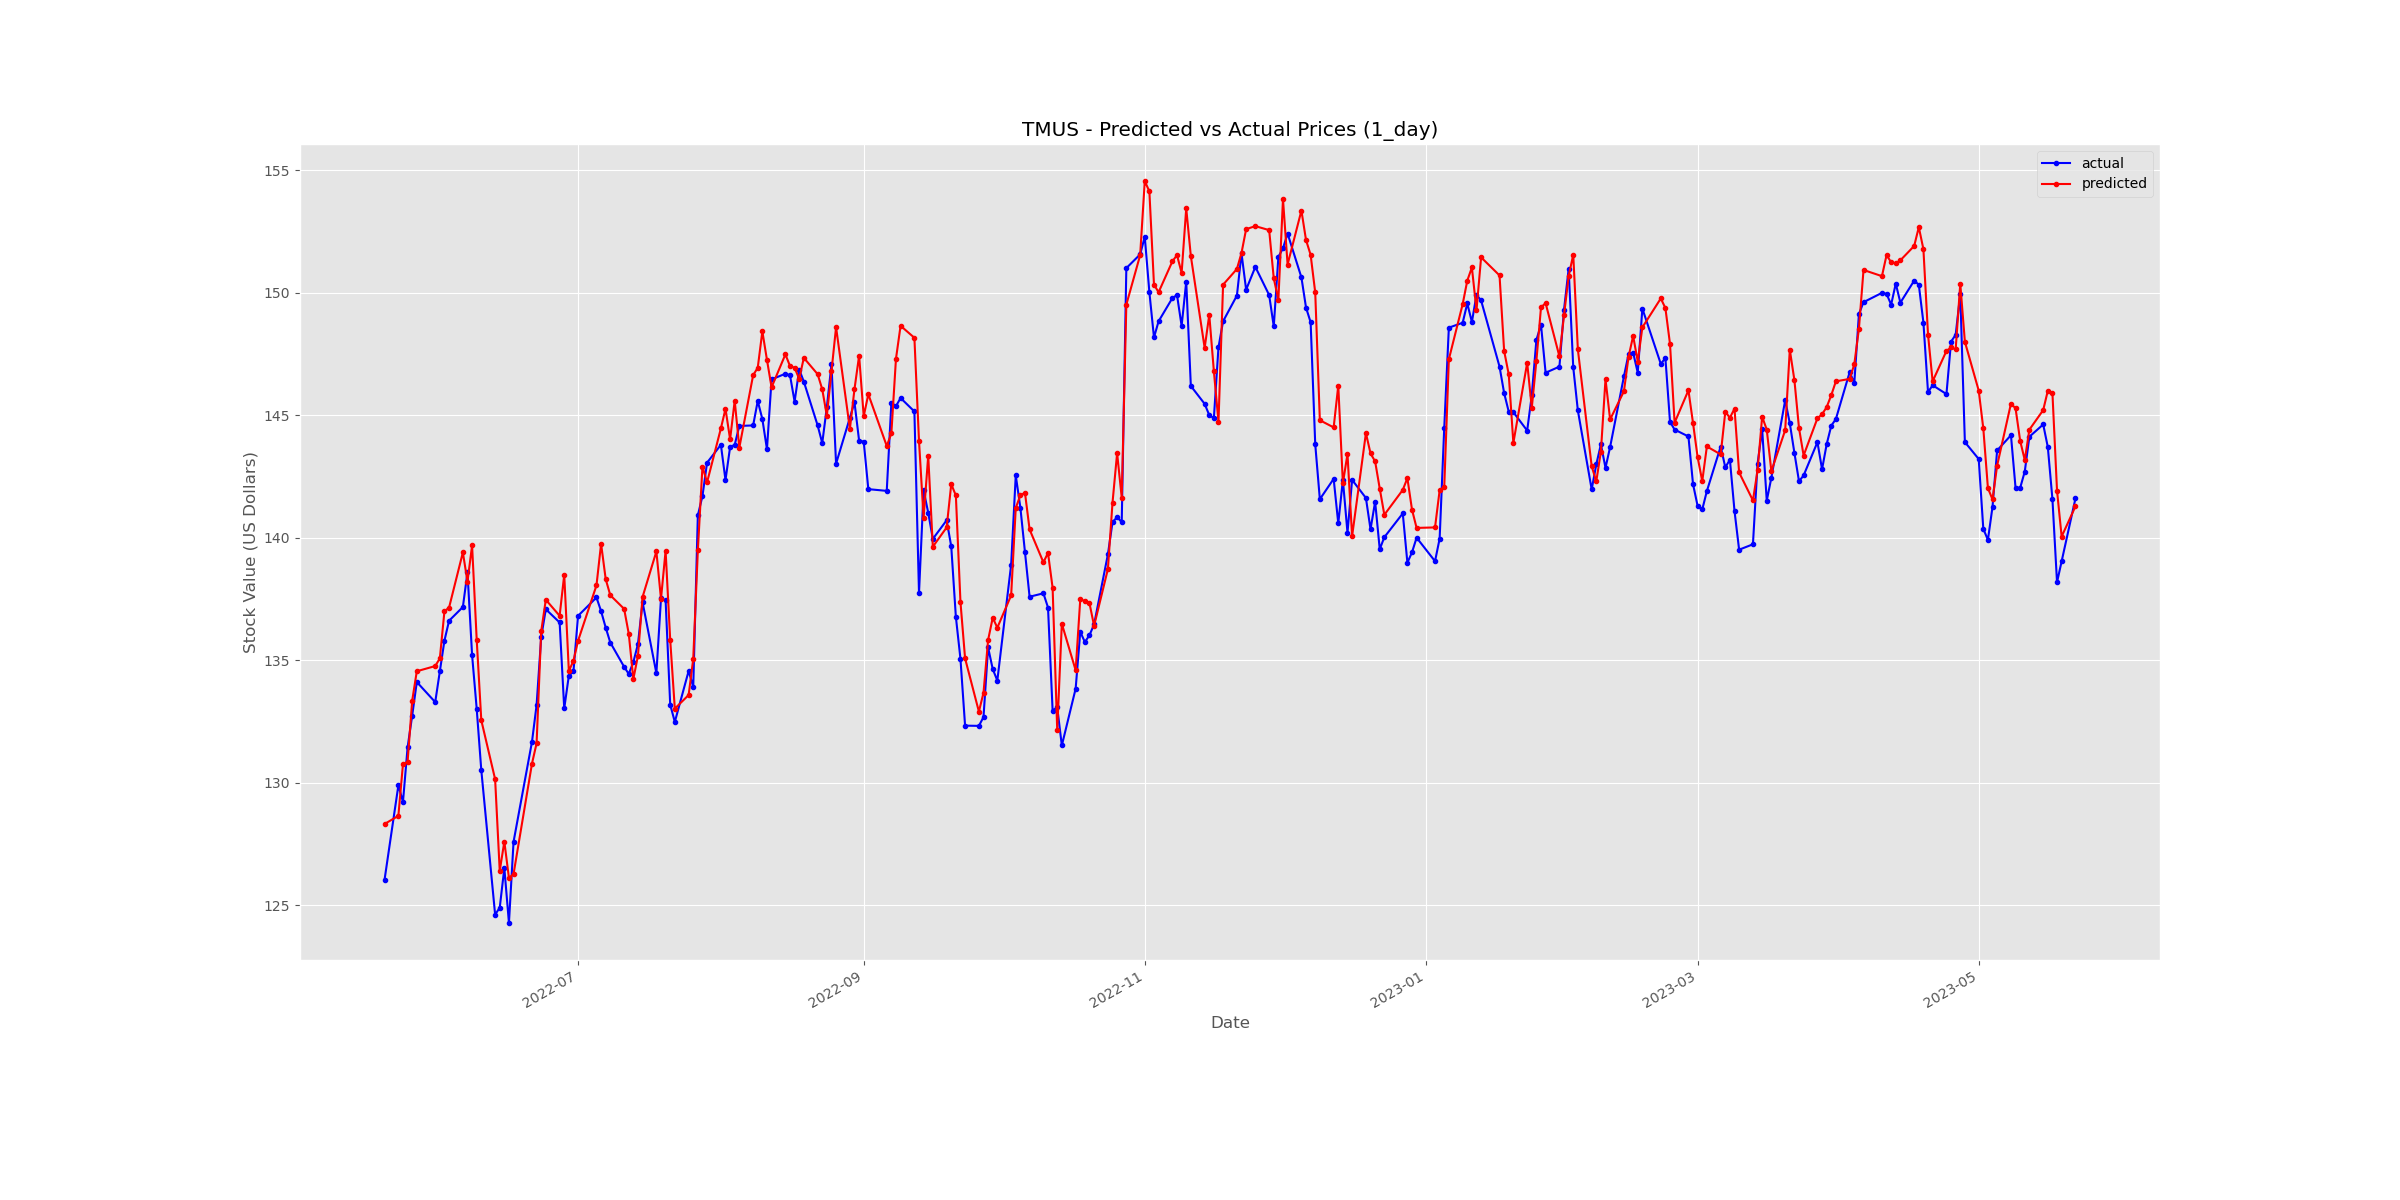 TMUS - Predicted vs Actual Prices (1_day)
actual
predicted
Stock Value (US Dollars)
155
150
145
140
135
130
125
2022-07
2022-09
2022-11
2023-01
2023-03
2023-05
Date